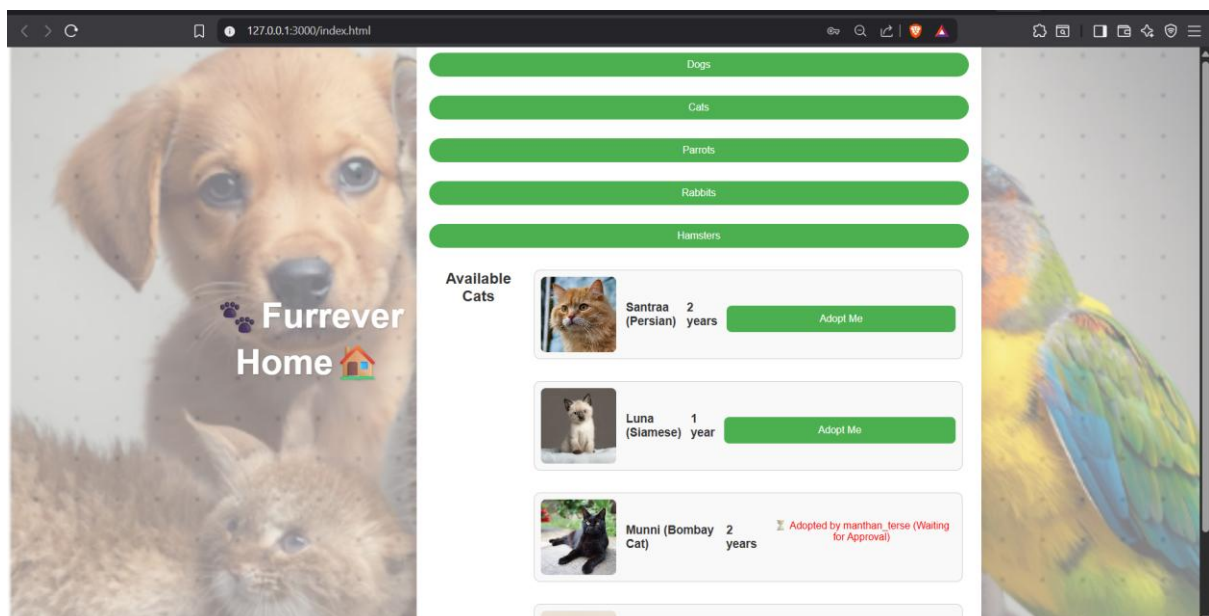 127.0.0.1:3000/index.html
Dogs
Cats
Parrots
Rabbits
Hamsters
🐾Furrever
Home🏠
Available
Cats
Santraa
(Persian)
2
years
Adopt Me
Luna
(Siamese)
1
year
Adopt Me
Munni (Bombay
Cat)
2
years
⏳ Adopted by manthan_terse (Waiting
for Approval)